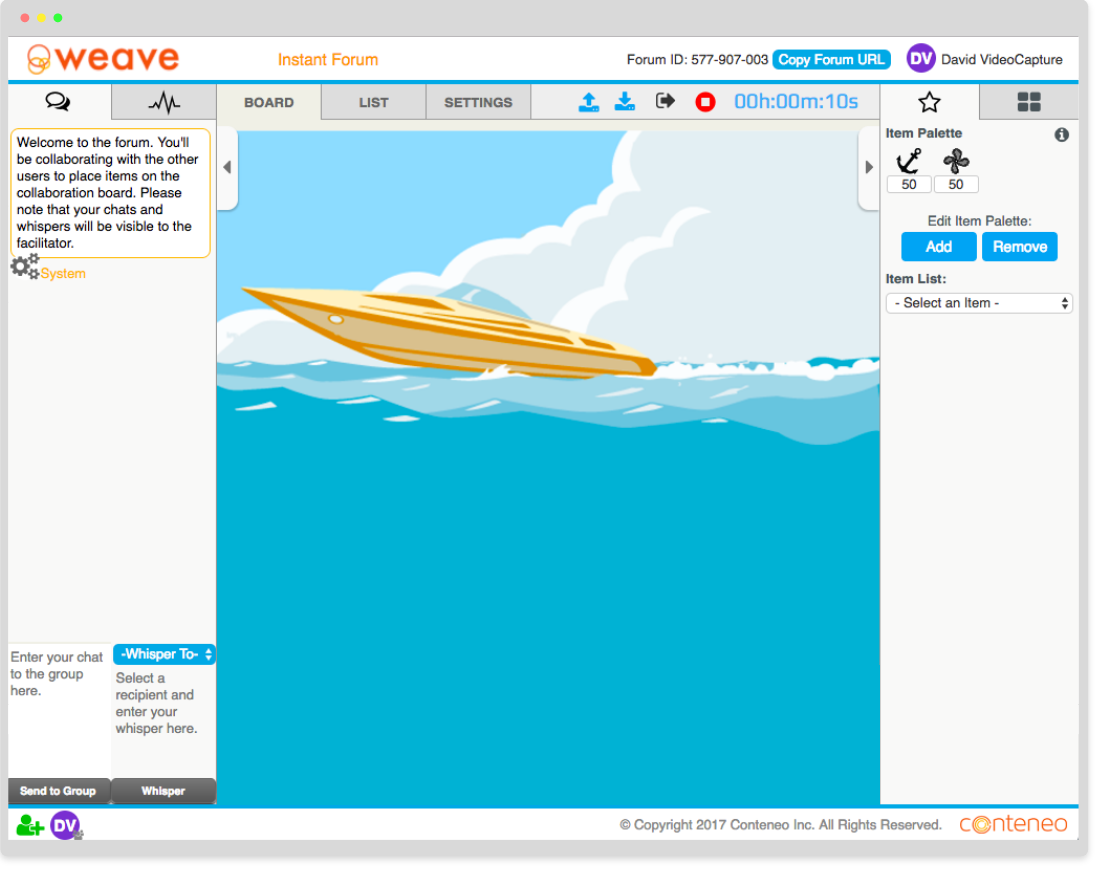 weave
Instant Forum
Forum ID: 577-907-003 Copy Forum URL
DV David VideoCapture
BOARD LIST SETTINGS 00h:00m:10s
Welcome to the forum. You'll
be collaborating with the other
users to place items on the
collaboration board. Please
note that your chats and
whispers will be visible to the
facilitator.
System
Item Palette
50 50
Edit Item Palette:
Add Remove
Item List:
- Select an Item -
Enter your chat
to the group
here.
-Whisper To-
Select a
recipient and
enter your
whisper here.
Send to Group Whisper
DV
© Copyright 2017 Conteneo Inc. All Rights Reserved. conteneo